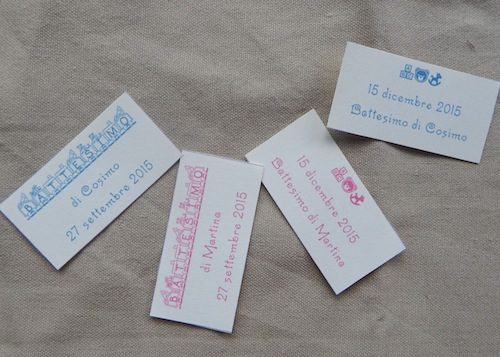 BATTESIMO
di Cosimo
27 settembre 2015
BATTESIMO
di Martina
27 settembre 2015
15 dicembre 2015
Battesimo di Martina
15 dicembre 2015
Battesimo di Cosimo